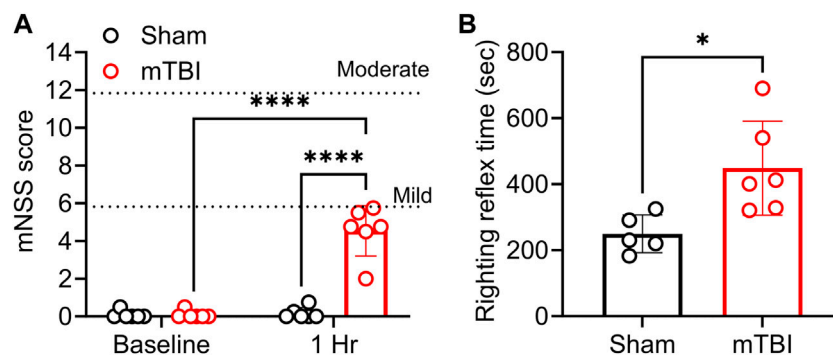 A
Sham
mTBI
mNSS score
14
12
10
8
6
4
2
0
Moderate
Mild
****
****
Baseline
1 Hr
B
Righting reflex time (sec)
800
600
400
200
0
*
Sham
mTBI